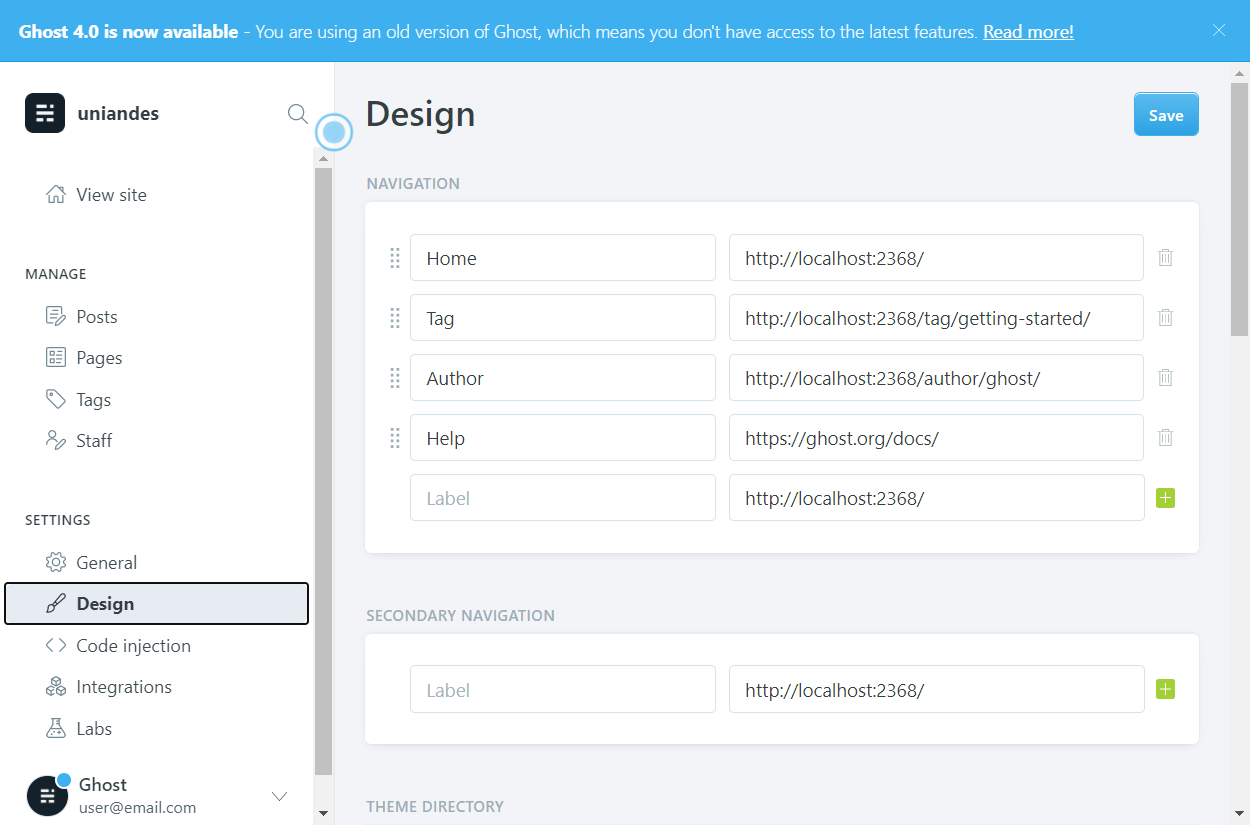 Ghost 4.0 is now available - You are using an old version of Ghost, which means you don't have access to the latest features. Read more!
uniandes
View site
MANAGE
Posts
Pages
Tags
Staff
SETTINGS
General
Design
Code injection
Integrations
Labs
Ghost
user@email.com
Design
Save
NAVIGATION
Home http://localhost:2368/
Tag http://localhost:2368/tag/getting-started/
Author http://localhost:2368/author/ghost/
Help https://ghost.org/docs/
Label http://localhost:2368/
SECONDARY NAVIGATION
Label http://localhost:2368/
THEME DIRECTORY